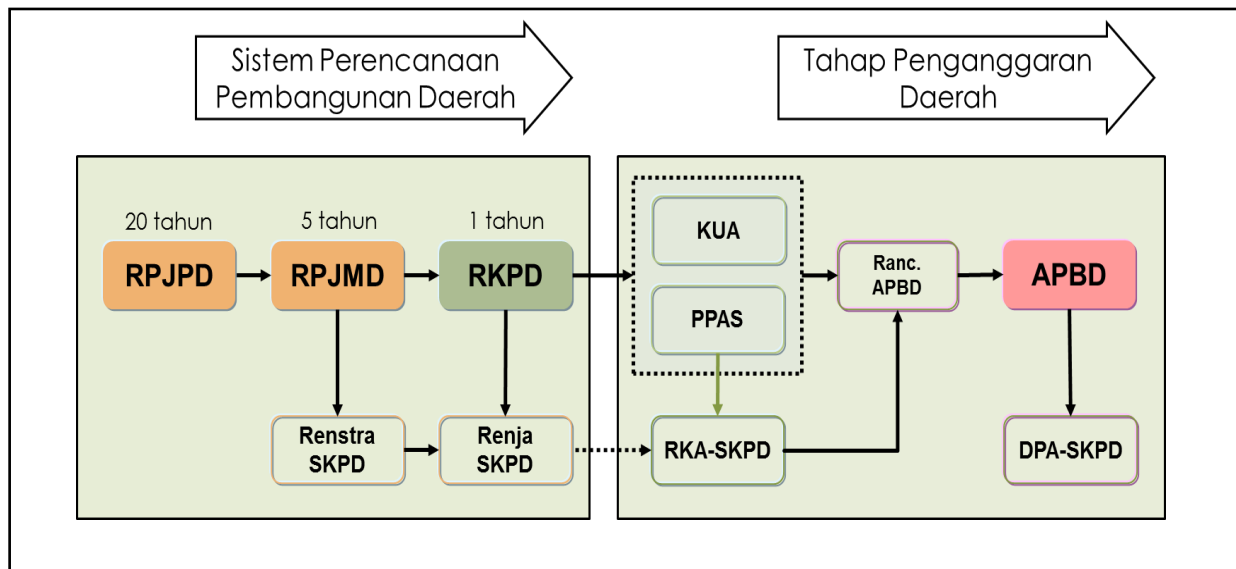 Sistem Perencanaan
Pembangunan Daerah
Tahap Penganggaran
Daerah
20 tahun
5 tahun
1 tahun
RPJPD
RPJMD
RKPD
KUA
PPAS
Ranc.
APBD
APBD
Renstra
SKPD
Renja
SKPD
RKA-SKPD
DPA-SKPD